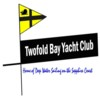 Twofold Bay Yacht Club
Home of Deep Water Sailing on the Sapphire Coast